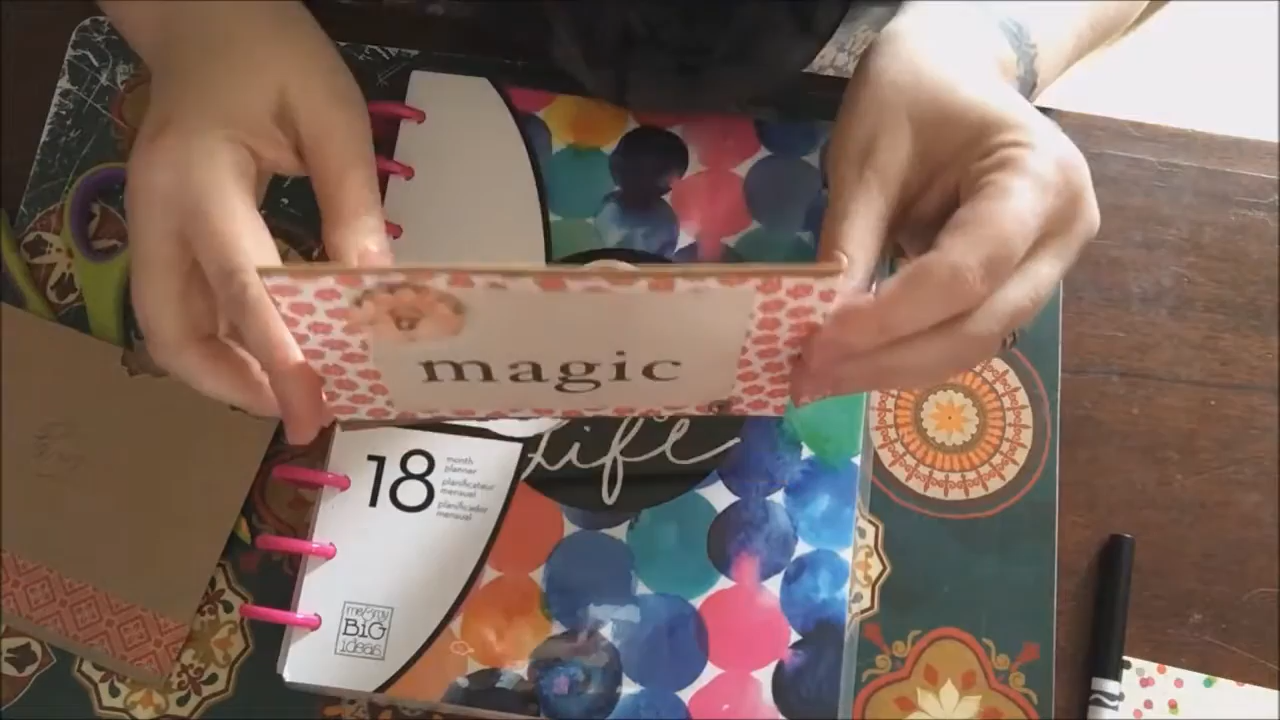 magic
life
18
month
planner
planificateur
mensuel
planificador
mensual
me & my
BiG
ideas